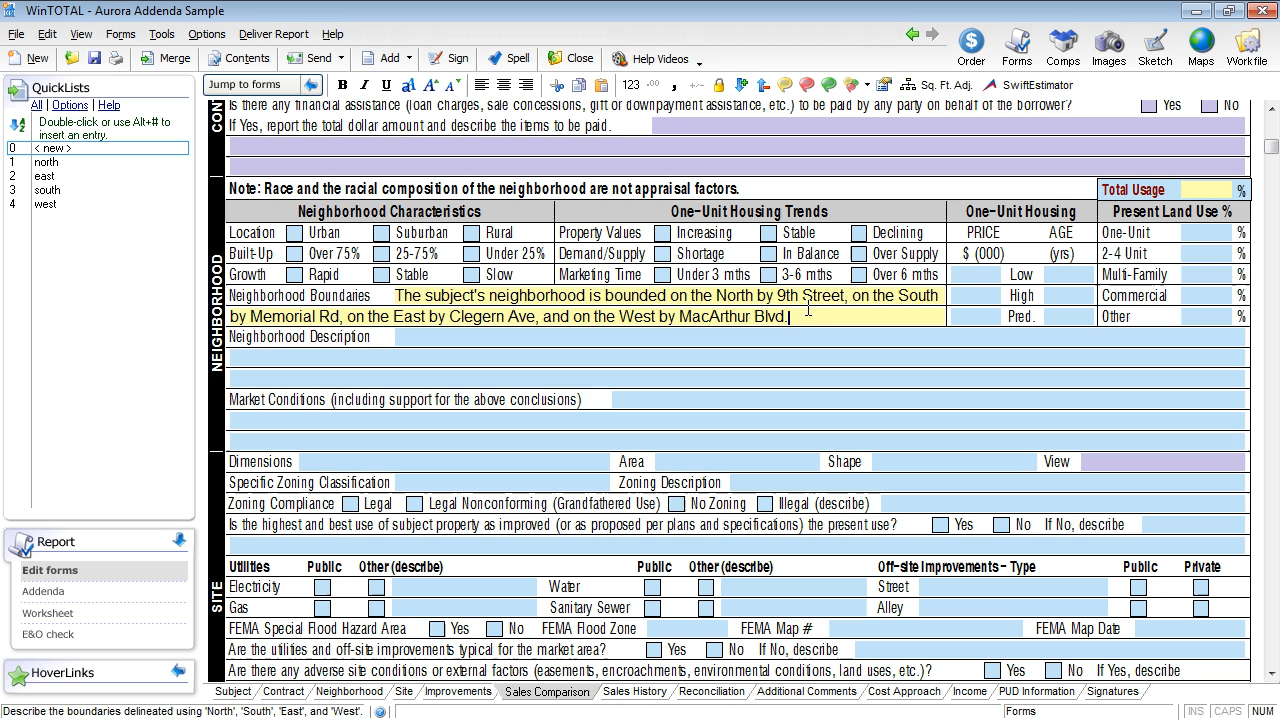 WinTOTAL - Aurora Addenda Sample
File Edit View Forms Tools Options Deliver Report Help
New Merge Contents Send Add Sign Spell Close Help Videos Order Forms Comps Images Sketch Maps Workfile
QuickLists
All | Options | Help
Double-click or use Alt+# to
insert an entry.
0 < new >
1 north
2 east
3 south
4 west
Report
Edit forms
Addenda
Worksheet
E&O check
HoverLinks
Jump to forms B I U A A A 123 .00 Sq. Ft. Adj. SwiftEstimator
CON
Is there any financial assistance (loan charges, sale concessions, gift or downpayment assistance, etc.) to be paid by any party on behalf of the borrower? Yes No
If Yes, report the total dollar amount and describe the items to be paid.
NEIGHBORHOOD
Note: Race and the racial composition of the neighborhood are not appraisal factors. Total Usage %
Neighborhood Characteristics One-Unit Housing Trends One-Unit Housing Present Land Use %
Location Urban Suburban Rural Property Values Increasing Stable Declining PRICE AGE One-Unit %
Built-Up Over 75% 25-75% Under 25% Demand/Supply Shortage In Balance Over Supply $ (000) (yrs) 2-4 Unit %
Growth Rapid Stable Slow Marketing Time Under 3 mths 3-6 mths Over 6 mths Low Multi-Family %
Neighborhood Boundaries The subject's neighborhood is bounded on the North by 9th Street, on the South High Commercial %
by Memorial Rd, on the East by Clegern Ave, and on the West by MacArthur Blvd. Pred. Other %
Neighborhood Description
Market Conditions (including support for the above conclusions)
SITE
Dimensions Area Shape View
Specific Zoning Classification Zoning Description
Zoning Compliance Legal Legal Nonconforming (Grandfathered Use) No Zoning Illegal (describe)
Is the highest and best use of subject property as improved (or as proposed per plans and specifications) the present use? Yes No If No, describe
Utilities Public Other (describe) Public Other (describe) Off-site Improvements - Type Public Private
Electricity Water Street
Gas Sanitary Sewer Alley
FEMA Special Flood Hazard Area Yes No FEMA Flood Zone FEMA Map # FEMA Map Date
Are the utilities and off-site improvements typical for the market area? Yes No If No, describe
Are there any adverse site conditions or external factors (easements, encroachments, environmental conditions, land uses, etc.)? Yes No If Yes, describe
Subject Contract Neighborhood Site Improvements Sales Comparison Sales History Reconciliation Additional Comments Cost Approach Income PUD Information Signatures
Describe the boundaries delineated using 'North', 'South', 'East', and 'West'. Forms INS CAPS NUM